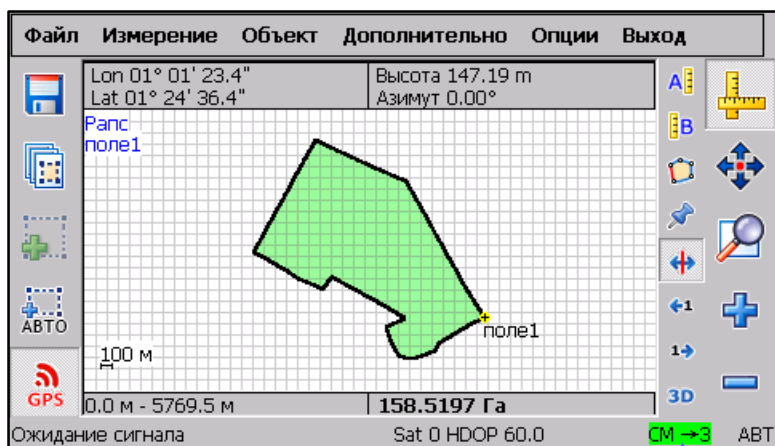 Файл Измерение Объект Дополнительно Опции Выход
Lon 01° 01' 23.4" Высота 147.19 m
Lat 01° 24' 36.4" Азимут 0.00°
A
B
Рапс
поле1
поле1
АВТО
100 м
1
1
3D
GPS
0.0 м - 5769.5 м 158.5197 Га
Ожидание сигнала Sat 0 HDOP 60.0 СМ →3 АВТ